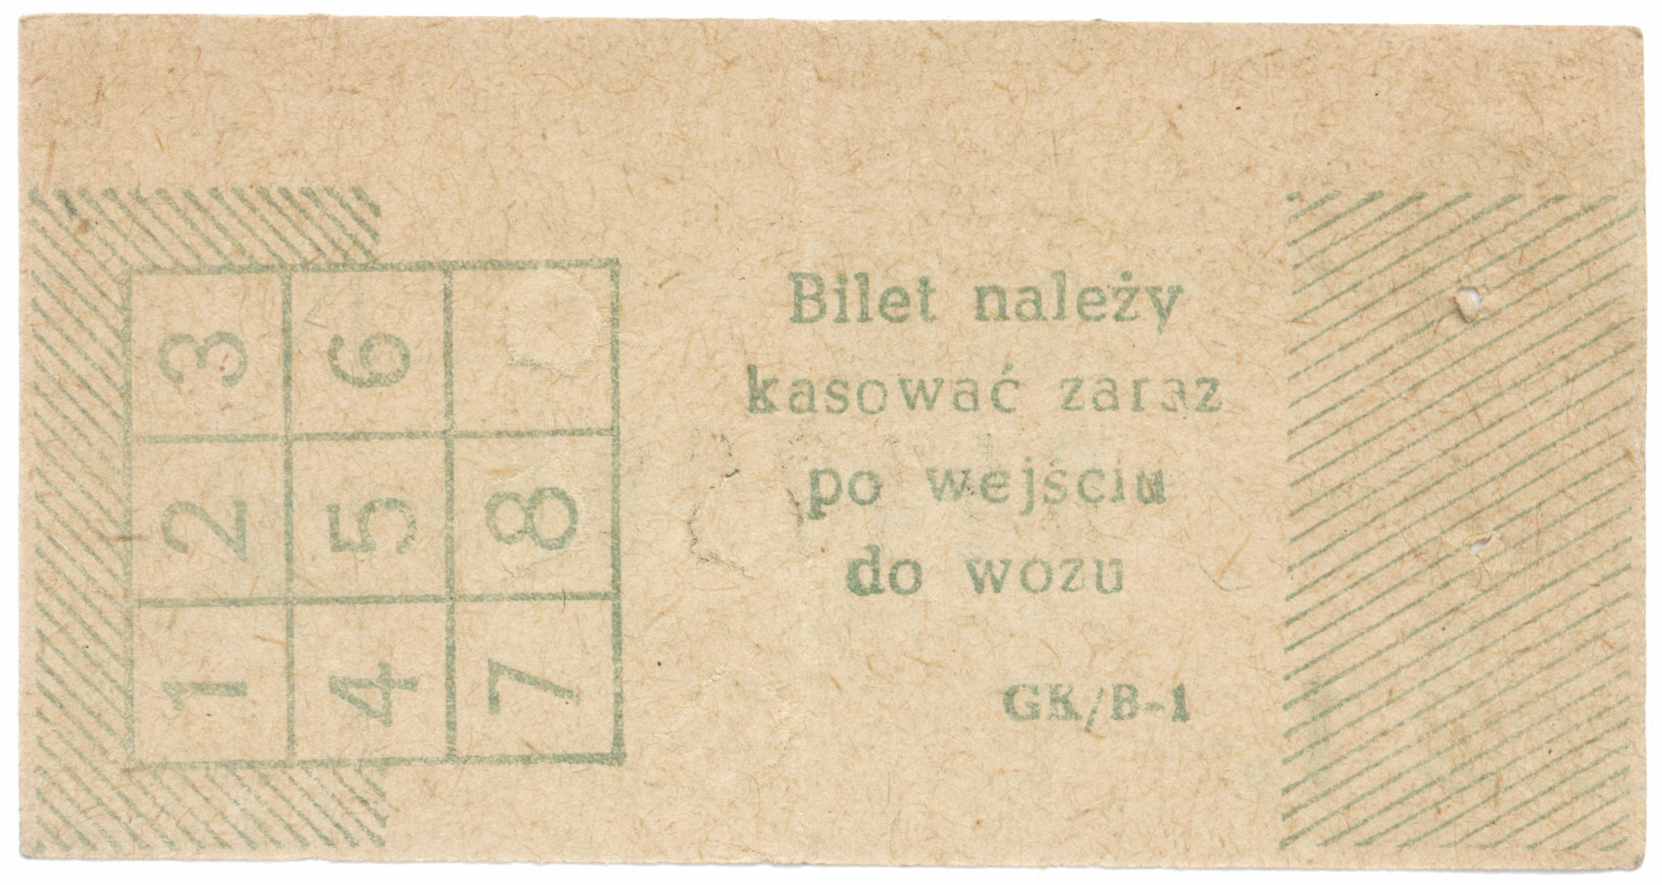 3 6
2 5 8
1 4 7
Bilet należy
kasować zaraz
po wejściu
do wozu
GK/B-1